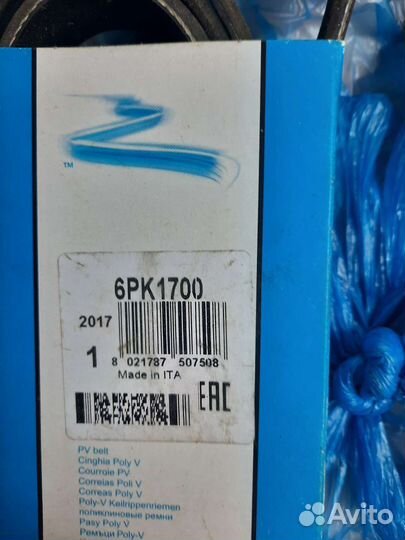 TM
6PK1700
2017
1
8 021787 507508
Made in ITA
EAC
PV belt
Cinghia Poly V
Courroie PV
Correias Poli V
Correas Poly V
Poly-V Keilrippenriemen
поликлиновые ремни
Pasy Poly V
Ремъци Poly-V
Avito